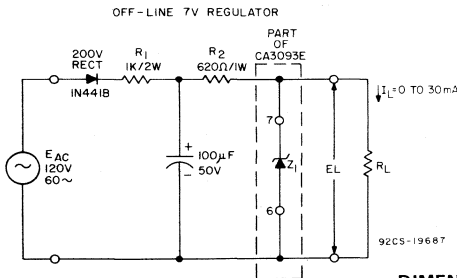 OFF-LINE 7V REGULATOR
PART
OF
CA3093E
200V
RECT
R1
1K/2W
R2
620Ω/1W
1N441B
IL=0 TO 30mA
7
EAC
120V
60~
+
100µF
- 50V
Z1
EL
RL
6
92CS-19687
DIMEN